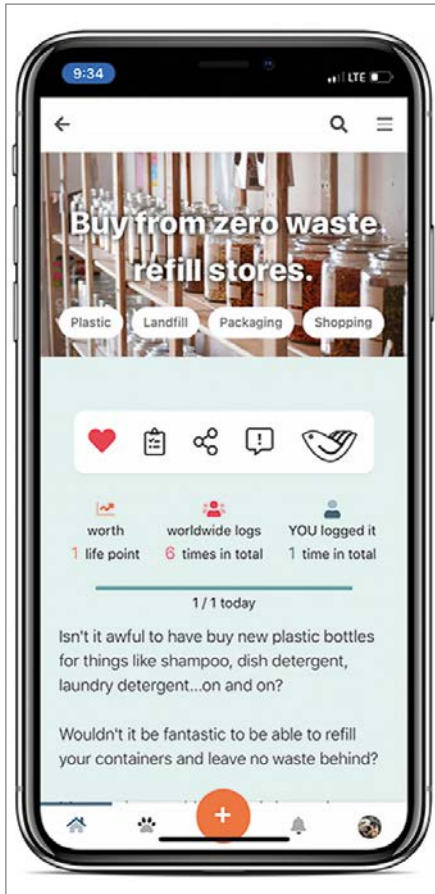 9:34
LTE
Buy from zero waste
refill stores.
Plastic Landfill Packaging Shopping
worth worldwide logs YOU logged it
1 life point 6 times in total 1 time in total
1 / 1 today
Isn't it awful to have buy new plastic bottles
for things like shampoo, dish detergent,
laundry detergent...on and on?
Wouldn't it be fantastic to be able to refill
your containers and leave no waste behind?